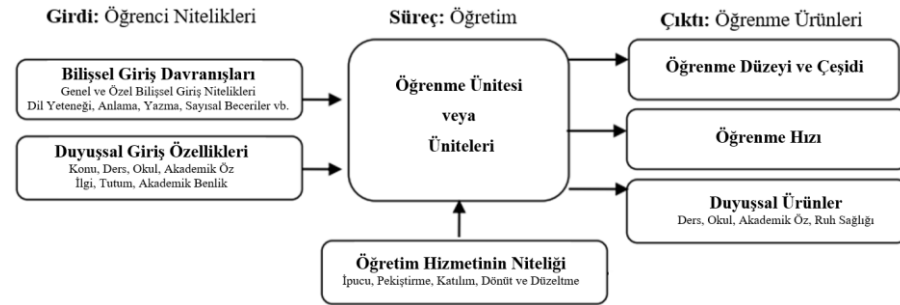 Girdi: Öğrenci Nitelikleri
Süreç: Öğretim
Çıktı: Öğrenme Ürünleri
Bilişsel Giriş Davranışları
Genel ve Özel Bilişsel Giriş Nitelikleri
Dil Yeteneği, Anlama, Yazma, Sayısal Beceriler vb.
Duyuşsal Giriş Özellikleri
Konu, Ders, Okul, Akademik Öz
İlgi, Tutum, Akademik Benlik
Öğrenme Ünitesi
veya
Üniteleri
Öğretim Hizmetinin Niteliği
İpucu, Pekiştirme, Katılım, Dönüt ve Düzeltme
Öğrenme Düzeyi ve Çeşidi
Öğrenme Hızı
Duyuşsal Ürünler
Ders, Okul, Akademik Öz, Ruh Sağlığı